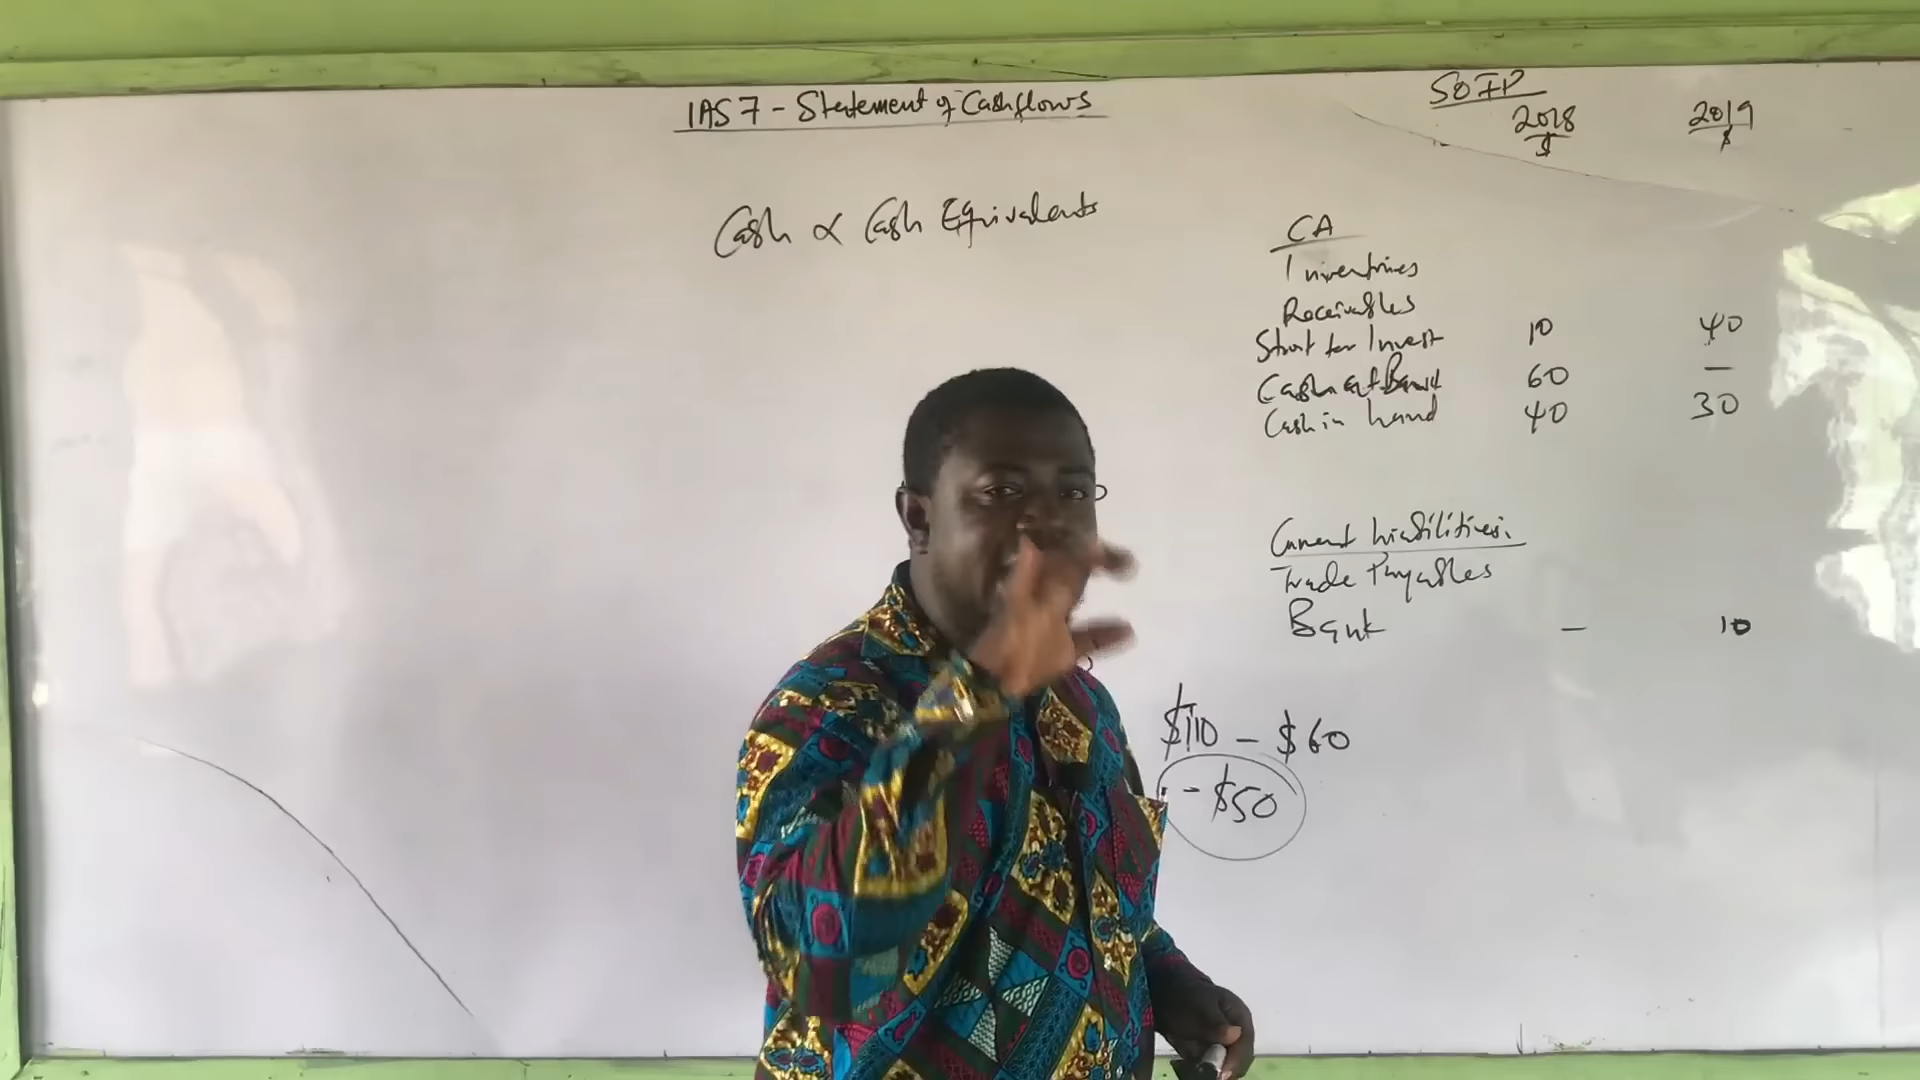 IAS 7 - Statement of Cashflows
Cash & Cash Equivalents
SOFP
2018 2019
$ $
CA
Inventories
Receivables
Short ter Invest 10 40
Cash at Bank 60 —
Cash in hand 40 30
Current Liabilities:
Trade Payables
Bank — 10
$110 - $60
- $50